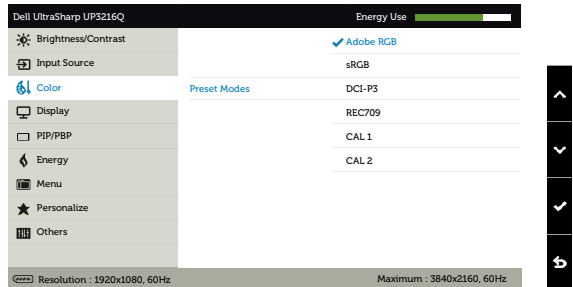 Dell UltraSharp UP3216Q
Energy Use
Brightness/Contrast
Adobe RGB
Input Source
sRGB
Color
Preset Modes
DCI-P3
Display
REC709
PIP/PBP
CAL 1
Energy
CAL 2
Menu
Personalize
Others
Resolution : 1920x1080, 60Hz
Maximum : 3840x2160, 60Hz